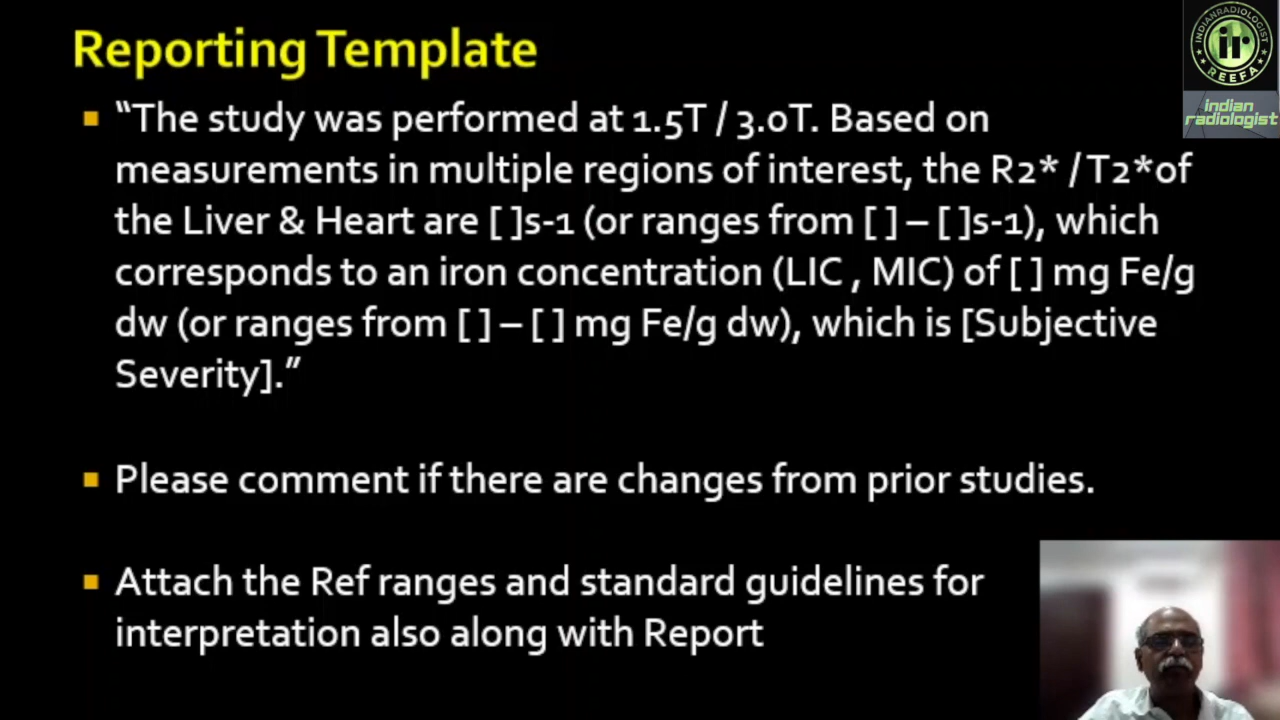 Reporting Template
“The study was performed at 1.5T / 3.0T. Based on
measurements in multiple regions of interest, the R2* / T2*of
the Liver & Heart are [ ]s-1 (or ranges from [ ] – [ ]s-1), which
corresponds to an iron concentration (LIC , MIC) of [ ] mg Fe/g
dw (or ranges from [ ] – [ ] mg Fe/g dw), which is [Subjective
Severity].”
Please comment if there are changes from prior studies.
Attach the Ref ranges and standard guidelines for
interpretation also along with Report
INDIANRADIOLOGIST
ir
REEFA
indian
radiologist